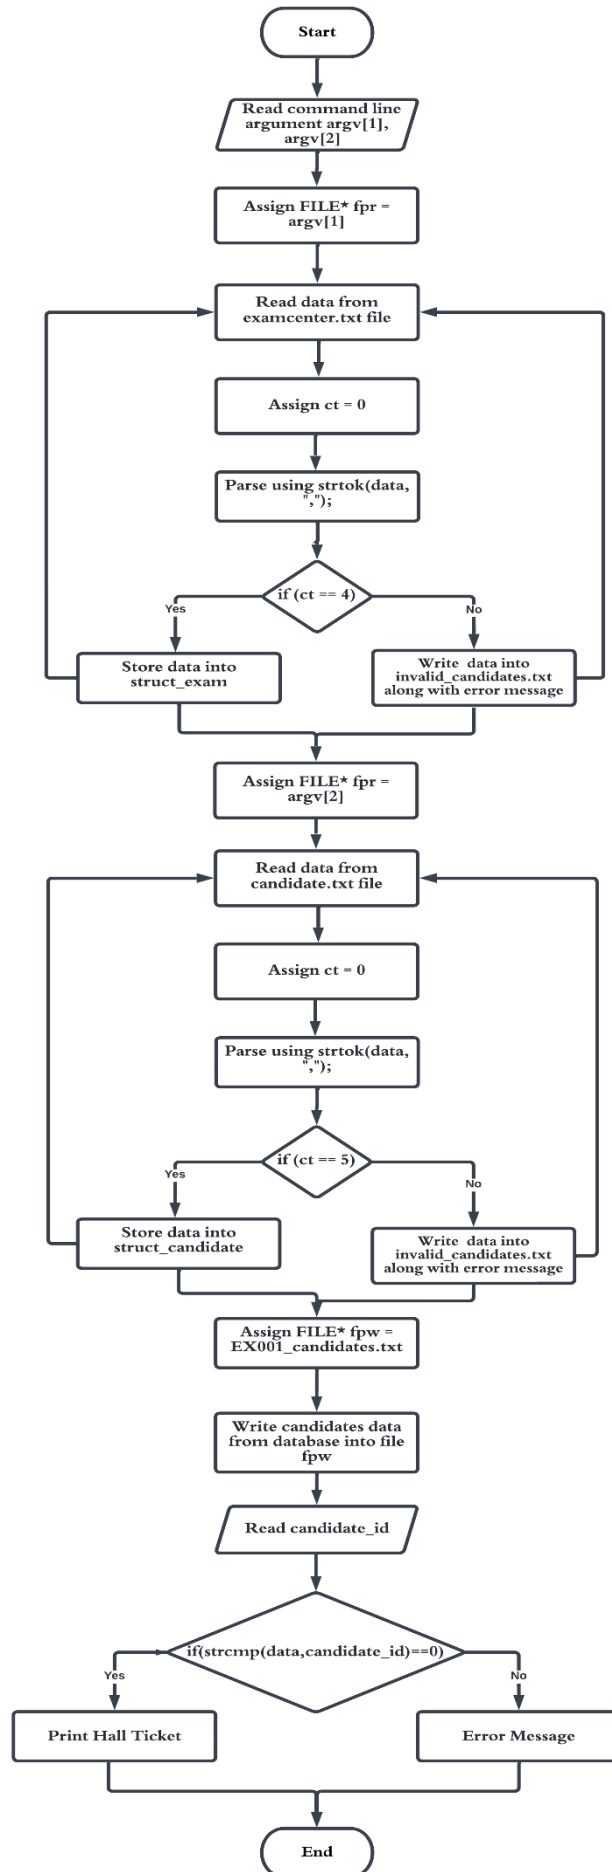 Start
Read command line
argument argv[1],
argv[2]
Assign FILE* fpr =
argv[1]
Read data from
examcenter.txt file
Assign ct = 0
Parse using strtok(data,
",");
if (ct == 4)
Yes
No
Store data into
struct_exam
Write data into
invalid_candidates.txt
along with error message
Assign FILE* fpr =
argv[2]
Read data from
candidate.txt file
Assign ct = 0
Parse using strtok(data,
",");
if (ct == 5)
Yes
No
Store data into
struct_candidate
Write data into
invalid_candidates.txt
along with error message
Assign FILE* fpw =
EX001_candidates.txt
Write candidates data
from database into file
fpw
Read candidate_id
if(strcmp(data,candidate_id)==0)
Yes
No
Print Hall Ticket
Error Message
End